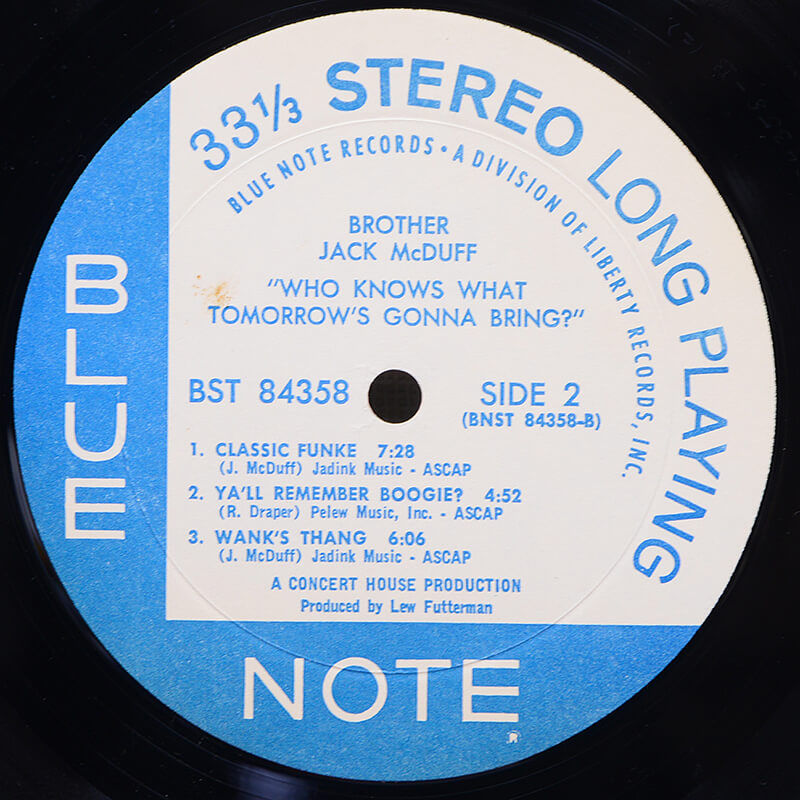 33⅓ STEREO LONG PLAYING
BLUE NOTE RECORDS • A DIVISION OF LIBERTY RECORDS, INC.
BROTHER
JACK McDUFF
"WHO KNOWS WHAT
TOMORROW'S GONNA BRING?"
BST 84358
SIDE 2
(BNST 84358-B)
1. CLASSIC FUNKE 7:28
(J. McDuff) Jadink Music - ASCAP
2. YA'LL REMEMBER BOOGIE? 4:52
(R. Draper) Pelew Music, Inc. - ASCAP
3. WANK'S THANG 6:06
(J. McDuff) Jadink Music - ASCAP
A CONCERT HOUSE PRODUCTION
Produced by Lew Futterman
BLUE
NOTE